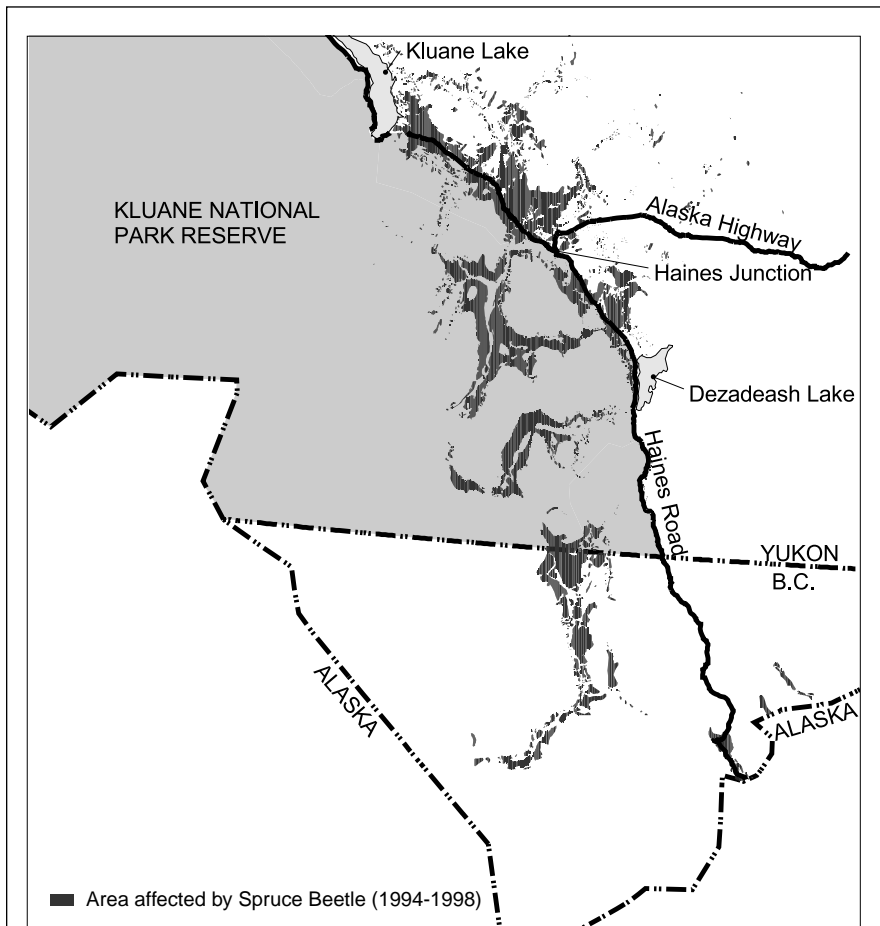 Kluane Lake
KLUANE NATIONAL
PARK RESERVE
Alaska Highway
Haines Junction
Dezadeash Lake
Haines Road
YUKON
B.C.
ALASKA
ALASKA
Area affected by Spruce Beetle (1994-1998)